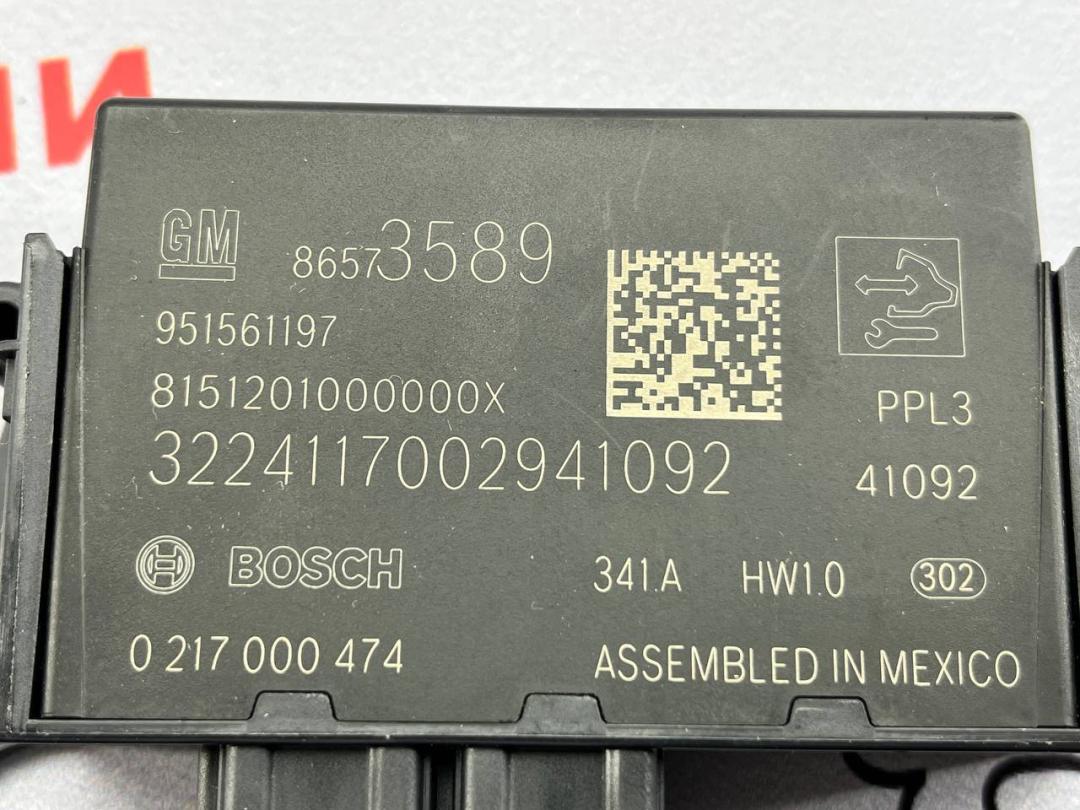 GM 86573589
951561197
8151201000000X
3224117002941092
PPL3
41092
BOSCH
341.A HW1.0 302
0 217 000 474
ASSEMBLED IN MEXICO